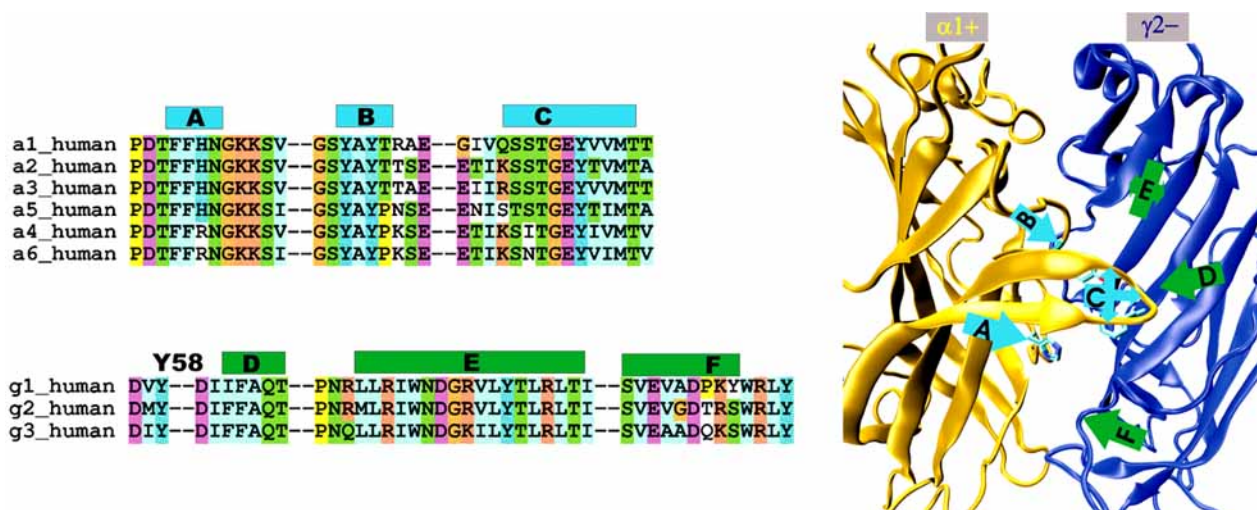 α1+ γ2−
A B C
a1_human PDTFFHNGKKSV--GSYAYTRAE--GIVQSSTGEYVVMTT
a2_human PDTFFHNGKKSV--GSYAYTTSE--ETIKSSTGEYTVMTA
a3_human PDTFFHNGKKSV--GSYAYTTAE--EIIRSSTGEYVVMTT
a5_human PDTFFHNGKKSI--GSYAYPNSE--ENISTSTGEYTIMTA
a4_human PDTFFRNGKKSI--GSYAYPKSE--ETIKSITGEYVIMTV
a6_human PDTFFRNGKKSI--GSYAYPKSE--ETIKSNTGEYVIMTV
Y58 D E F
g1_human DVY--DIIFAQT--PNRLLRIWNDGRVLYTLRLTI--SVEVADPKYWRLY
g2_human DMY--DIFFAQT--PNRMLRIWNDGRVLYTLRLTI--SVEVGDTRSWRLY
g3_human DIY--DIFFAQT--PNQLLRIWNDGKILYTLRLTI--SVEAADQKSWRLY
E
B
C D
A
F